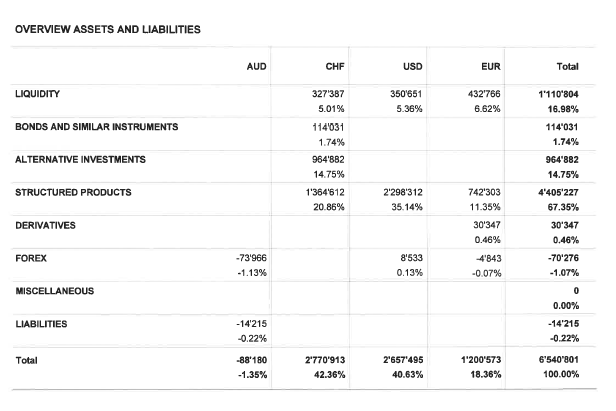 OVERVIEW ASSETS AND LIABILITIES
AUD CHF USD EUR Total
LIQUIDITY 327'387 350'651 432'766 1'110'804
5.01% 5.36% 6.62% 16.98%
BONDS AND SIMILAR INSTRUMENTS 114'031 114'031
1.74% 1.74%
ALTERNATIVE INVESTMENTS 964'882 964'882
14.75% 14.75%
STRUCTURED PRODUCTS 1'364'612 2'298'312 742'303 4'405'227
20.86% 35.14% 11.35% 67.35%
DERIVATIVES 30'347 30'347
0.46% 0.46%
FOREX -73'966 8'533 -4'843 -70'276
-1.13% 0.13% -0.07% -1.07%
MISCELLANEOUS 0
0.00%
LIABILITIES -14'215 -14'215
-0.22% -0.22%
Total -88'180 2'770'913 2'657'495 1'200'573 6'540'801
-1.35% 42.36% 40.63% 18.36% 100.00%